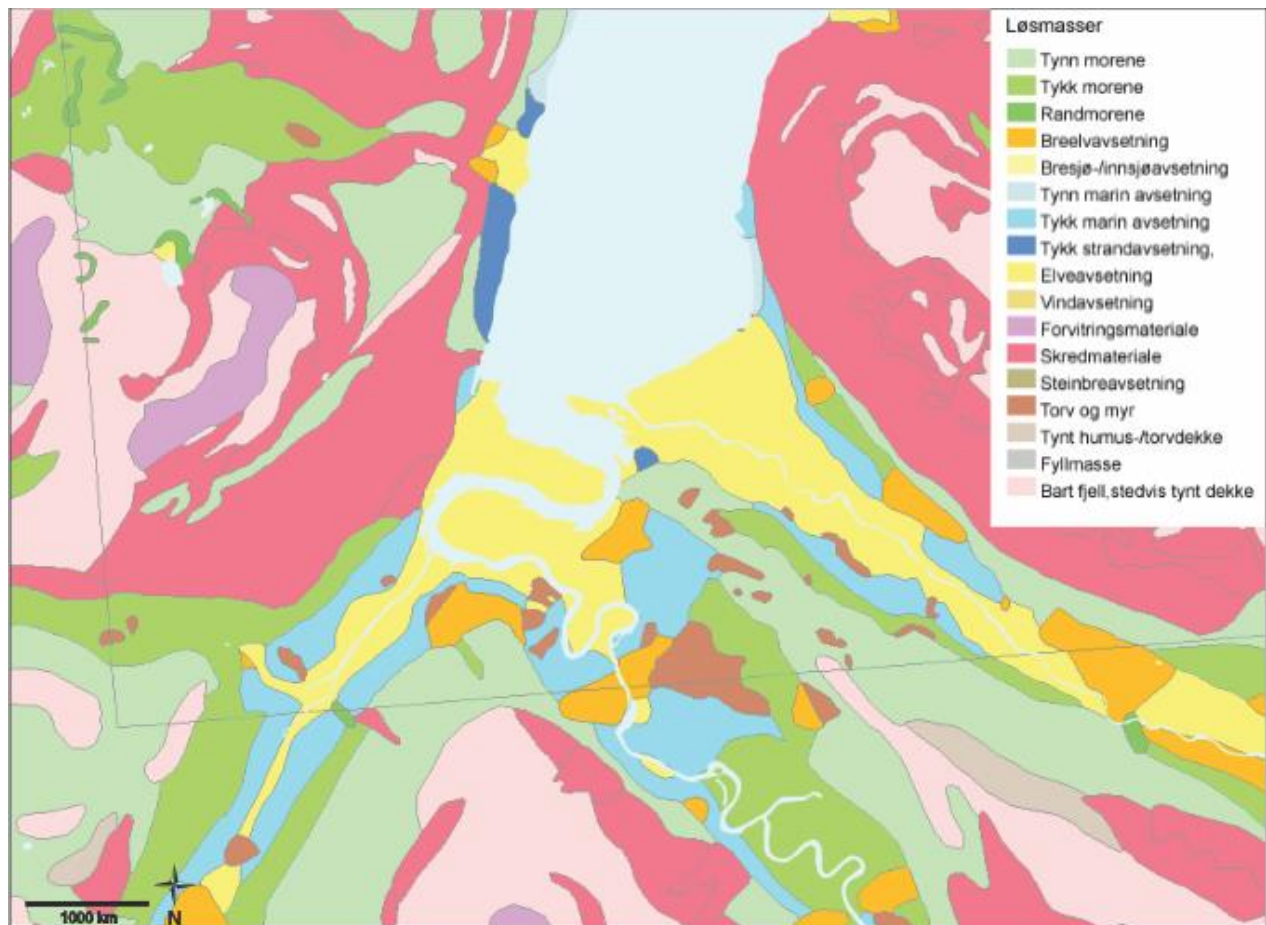 Løsmasser
Tynn morene
Tykk morene
Randmorene
Breelvavsetning
Bresjø-/innsjøavsetning
Tynn marin avsetning
Tykk marin avsetning
Tykk strandavsetning,
Elveavsetning
Vindavsetning
Forvitringsmateriale
Skredmateriale
Steinbreavsetning
Torv og myr
Tynt humus-/torvdekke
Fyllmasse
Bart fjell,stedvis tynt dekke
1000 km
N